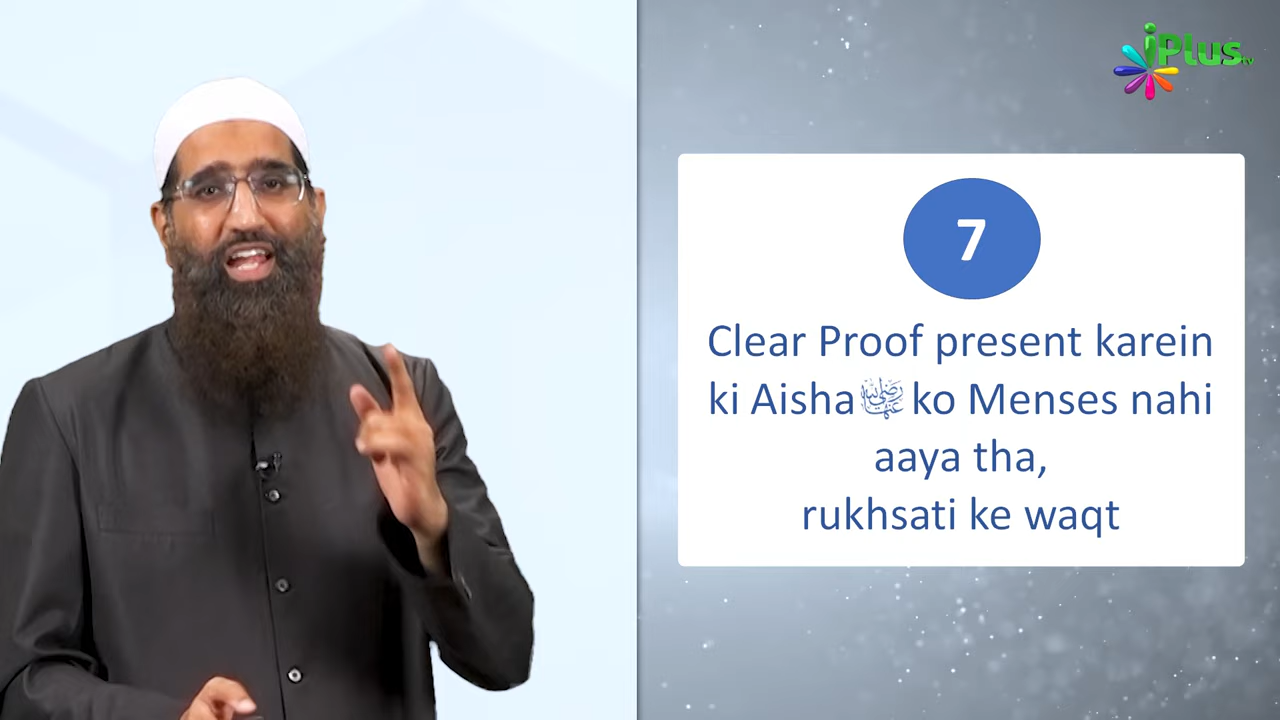 iPlus tv
7
Clear Proof present karein
ki Aisha رضي الله عنها ko Menses nahi
aaya tha,
rukhsati ke waqt